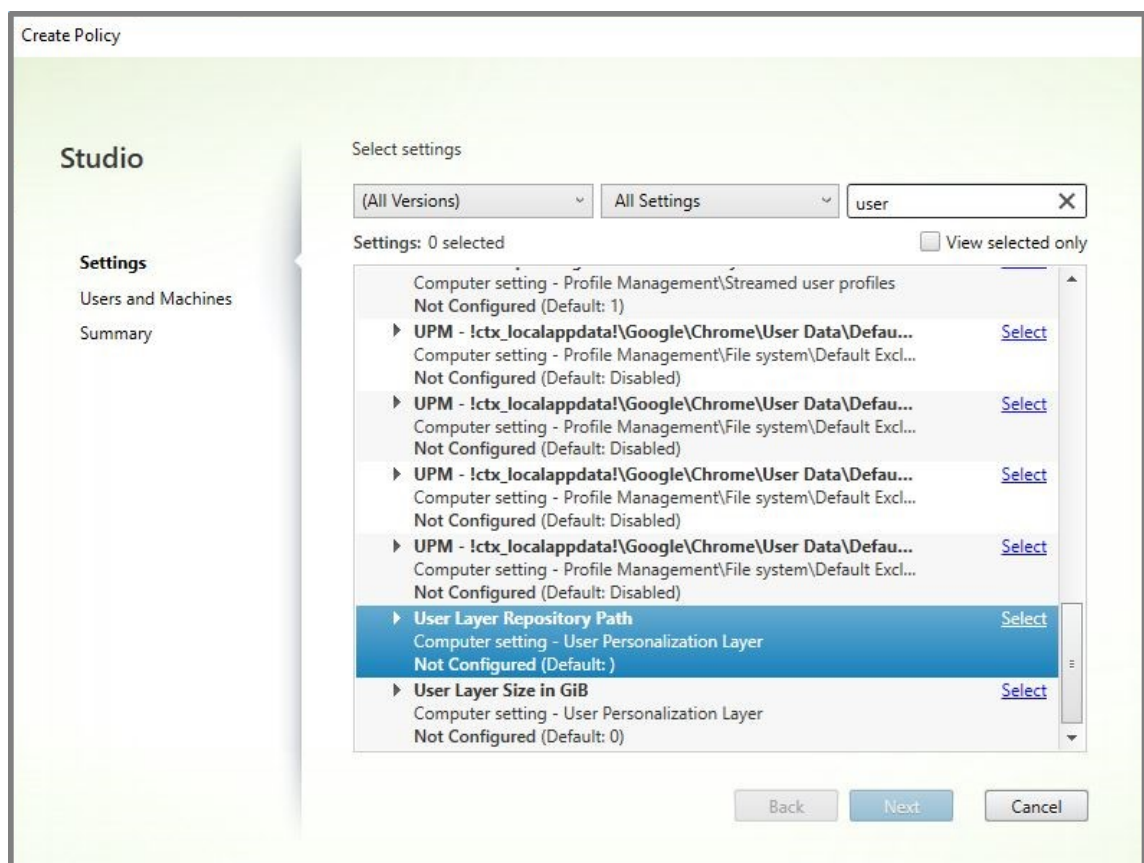 Create Policy
Studio
Settings
Users and Machines
Summary
Select settings
(All Versions)
All Settings
user
Settings: 0 selected
View selected only
Computer setting - Profile Management\Streamed user profiles
Not Configured (Default: 1)
UPM - !ctx_localappdata!\Google\Chrome\User Data\Defau... Select
Computer setting - Profile Management\File system\Default Excl...
Not Configured (Default: Disabled)
UPM - !ctx_localappdata!\Google\Chrome\User Data\Defau... Select
Computer setting - Profile Management\File system\Default Excl...
Not Configured (Default: Disabled)
UPM - !ctx_localappdata!\Google\Chrome\User Data\Defau... Select
Computer setting - Profile Management\File system\Default Excl...
Not Configured (Default: Disabled)
UPM - !ctx_localappdata!\Google\Chrome\User Data\Defau... Select
Computer setting - Profile Management\File system\Default Excl...
Not Configured (Default: Disabled)
User Layer Repository Path Select
Computer setting - User Personalization Layer
Not Configured (Default: )
User Layer Size in GiB Select
Computer setting - User Personalization Layer
Not Configured (Default: 0)
Back
Next
Cancel